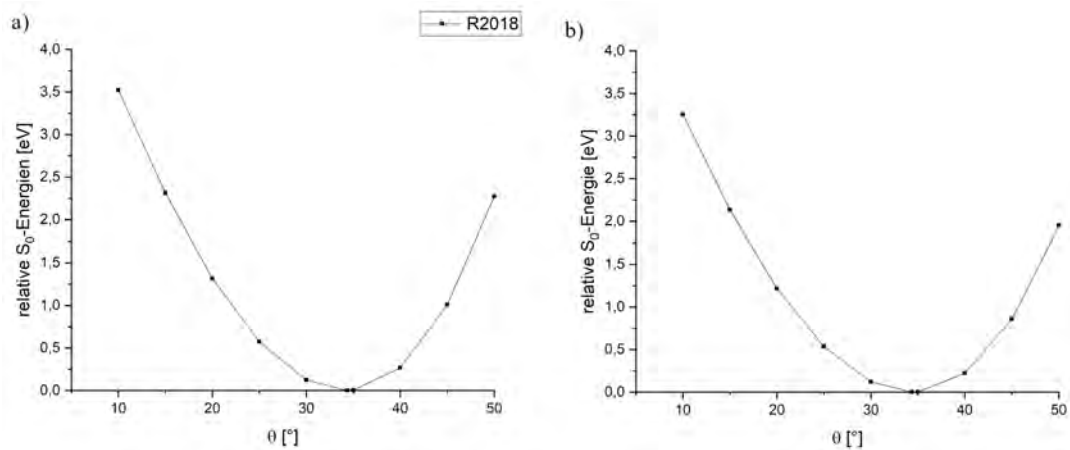 a)
R2018
4,0
3,5
3,0
2,5
2,0
1,5
1,0
0,5
0,0
relative S₀-Energien [eV]
10 20 30 40 50
θ [°]
b)
4,0
3,5
3,0
2,5
2,0
1,5
1,0
0,5
0,0
relative S₀-Energie [eV]
10 20 30 40 50
θ [°]